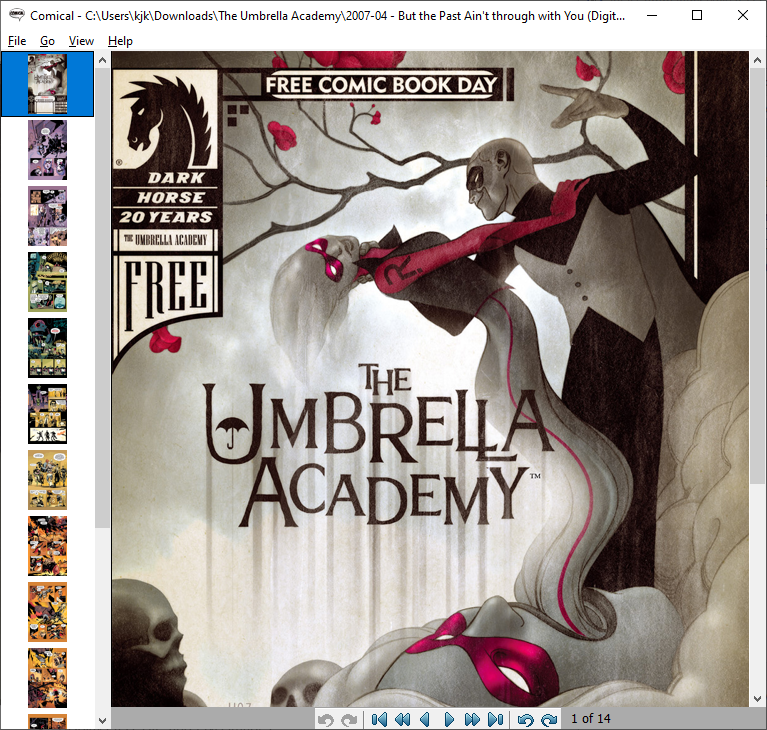 Comical - C:\Users\kjk\Downloads\The Umbrella Academy\2007-04 - But the Past Ain't through with You (Digit...
File Go View Help
FREE COMIC BOOK DAY
®
DARK
HORSE
20 YEARS
THE UMBRELLA ACADEMY
FREE
THE
UMBRELLA
ACADEMY™
1 of 14